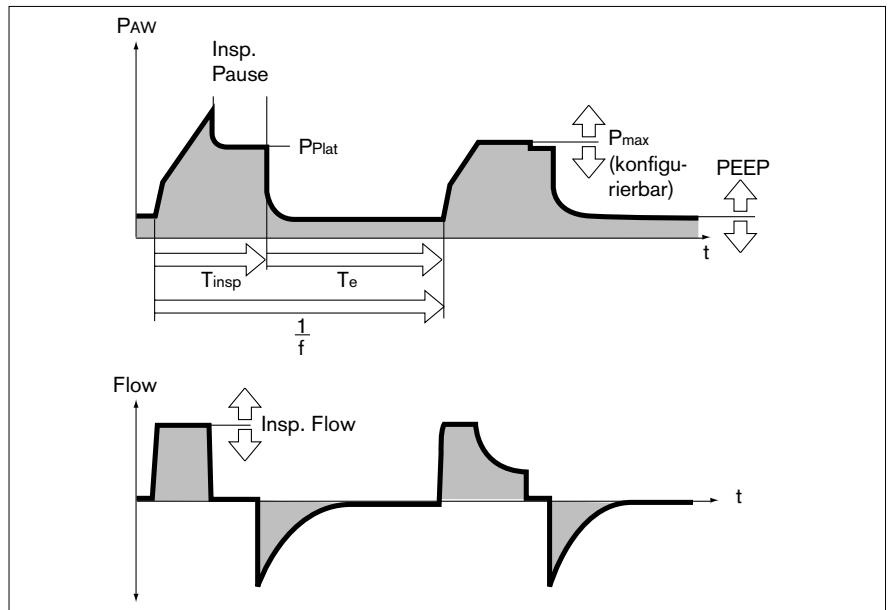 PAW
Insp.
Pause
PPlat
Pmax
(konfigu-
rierbar)
PEEP
t
Tinsp
Te
1
f
Flow
Insp. Flow
t